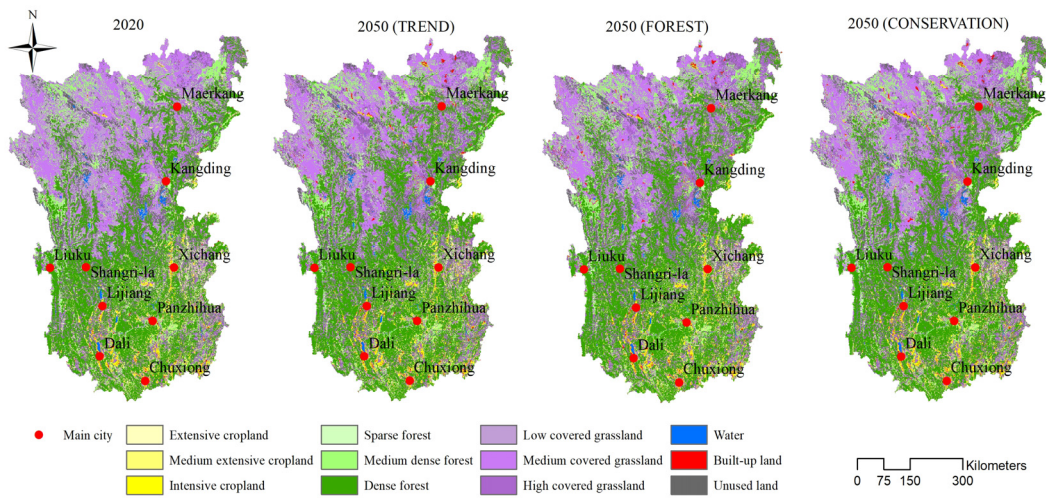 2020
2050 (TREND)
2050 (FOREST)
2050 (CONSERVATION)
N
Maerkang
Kangding
Liuku
Shangri-la
Xichang
Lijiang
Panzhihua
Dali
Chuxiong
Maerkang
Kangding
Liuku
Shangri-la
Xichang
Lijiang
Panzhihua
Dali
Chuxiong
Maerkang
Kangding
Liuku
Shangri-la
Xichang
Lijiang
Panzhihua
Dali
Chuxiong
Maerkang
Kangding
Liuku
Shangri-la
Xichang
Lijiang
Panzhihua
Dali
Chuxiong
Main city
Extensive cropland
Medium extensive cropland
Intensive cropland
Sparse forest
Medium dense forest
Dense forest
Low covered grassland
Medium covered grassland
High covered grassland
Water
Built-up land
Unused land
Kilometers
0 75 150 300